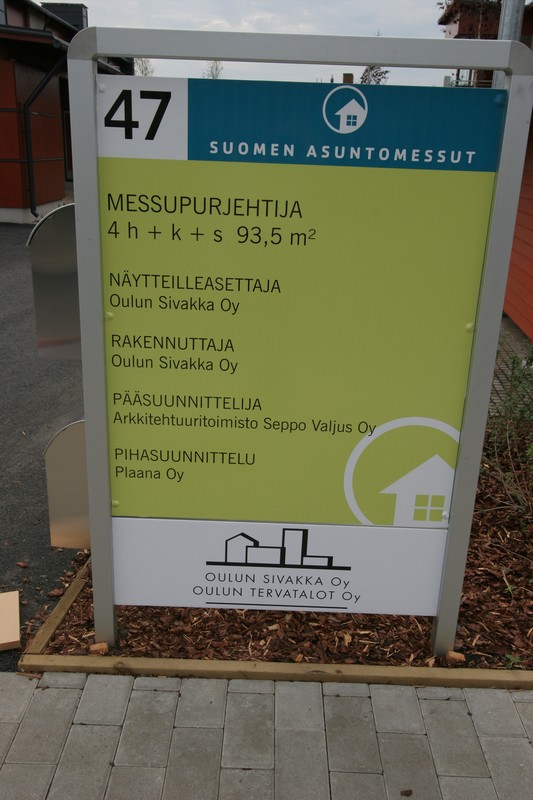 47
SUOMEN ASUNTOMESSUT
MESSUPURJEHTIJA
4 h + k + s 93,5 m²
NÄYTTEILLEASETTAJA
Oulun Sivakka Oy
RAKENNUTTAJA
Oulun Sivakka Oy
PÄÄSUUNNITTELIJA
Arkkitehtuuritoimisto Seppo Valjus Oy
PIHASUUNNITTELU
Plaana Oy
OULUN SIVAKKA Oy
OULUN TERVATALOT Oy